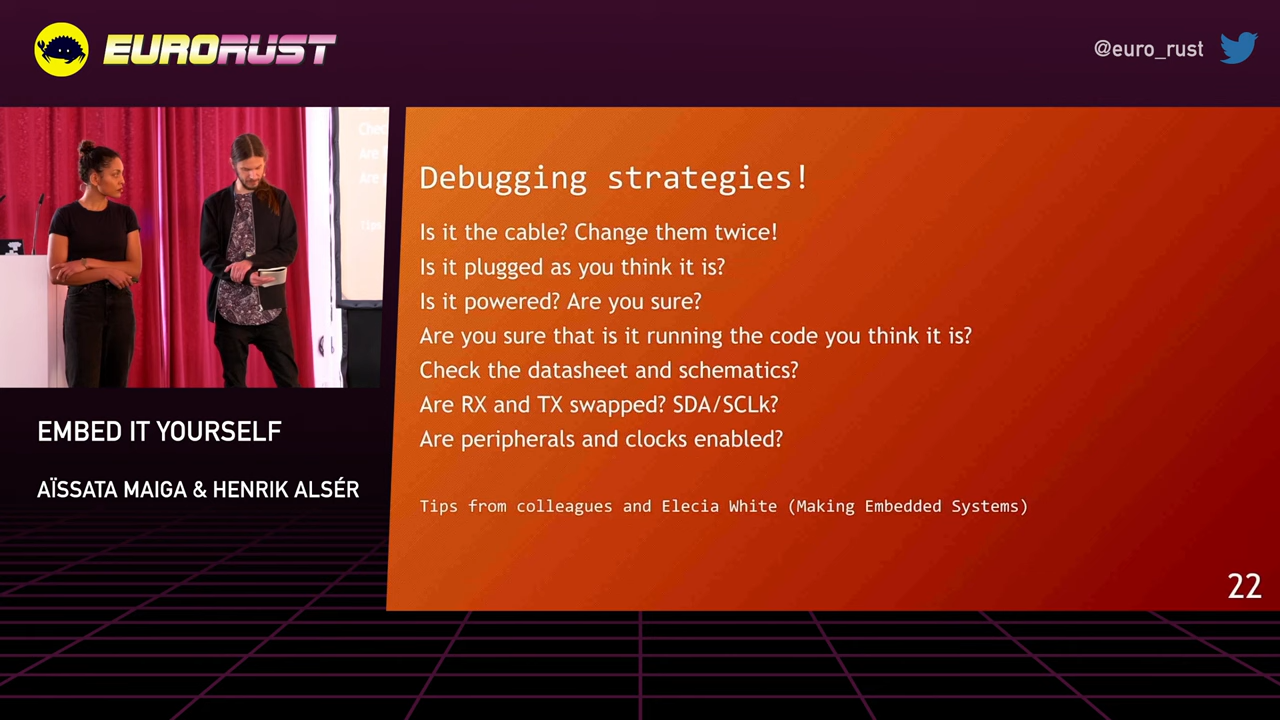 EURORUST
@euro_rust
Debugging strategies!
Is it the cable? Change them twice!
Is it plugged as you think it is?
Is it powered? Are you sure?
Are you sure that is it running the code you think it is?
Check the datasheet and schematics?
Are RX and TX swapped? SDA/SCLk?
Are peripherals and clocks enabled?
Tips from colleagues and Elecia White (Making Embedded Systems)
22
EMBED IT YOURSELF
AÏSSATA MAIGA & HENRIK ALSÉR